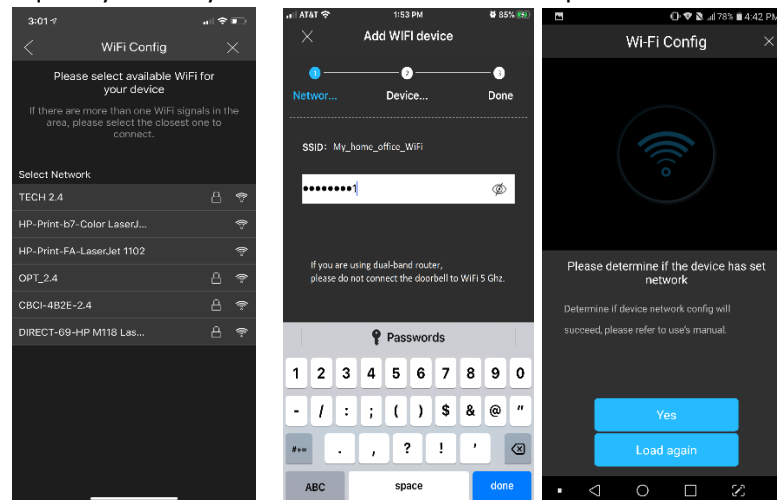 3:01
WiFi Config
Please select available WiFi for
your device
If there are more than one WiFi signals in the
area, please select the closest one to
connect.
Select Network
TECH 2.4
HP-Print-b7-Color LaserJ...
HP-Print-FA-LaserJet 1102
OPT_2.4
CBCI-4B2E-2.4
DIRECT-69-HP M118 Las...
AT&T 1:53 PM 85%
Add WIFI device
1 2 3
Networ... Device... Done
SSID: My_home_office_WiFi
••••••••1
If you are using dual-band router,
please do not connect the doorbell to WiFi 5 Ghz.
Passwords
1 2 3 4 5 6 7 8 9 0
- / : ; ( ) $ & @ "
#+= . , ? ! '
ABC space done
78% 4:42 PM
Wi-Fi Config
Please determine if the device has set
network
Determine if device network config will
succeed, please refer to use's manual.
Yes
Load again